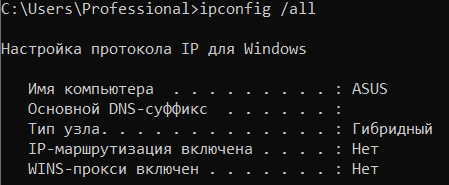 C:\Users\Professional>ipconfig /all
Настройка протокола IP для Windows
Имя компьютера  . . . . . . . . . : ASUS
Основной DNS-суффикс  . . . . . . :
Тип узла. . . . . . . . . . . . . : Гибридный
IP-маршрутизация включена . . . . : Нет
WINS-прокси включен . . . . . . . : Нет